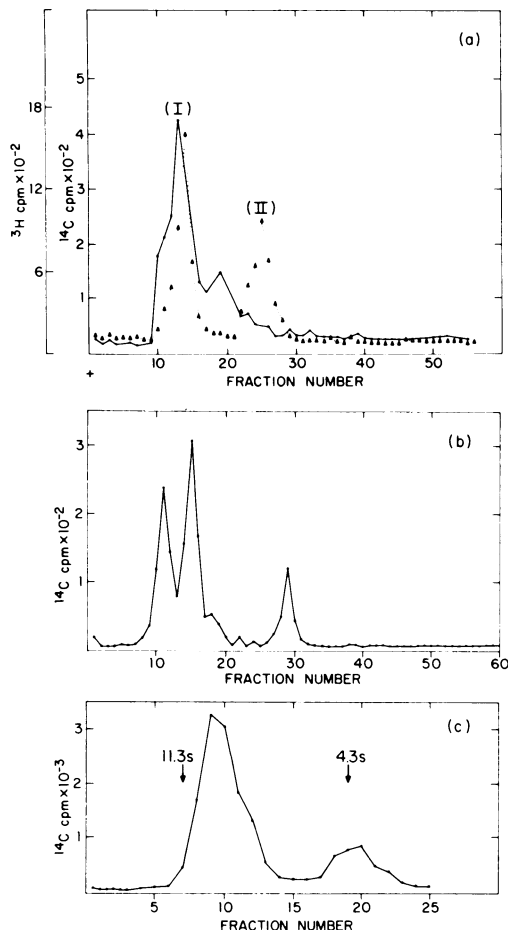 (a)
5
18
(I)
4
³H cpm×10⁻²
12
¹⁴C cpm×10⁻²
3
(II)
2
6
1
+
10 20 30 40 50
FRACTION NUMBER
(b)
3
¹⁴C cpm×10⁻²
2
1
10 20 30 40 50 60
FRACTION NUMBER
(c)
3
11.3s 4.3s
¹⁴C cpm×10⁻³
2
1
5 10 15 20 25
FRACTION NUMBER